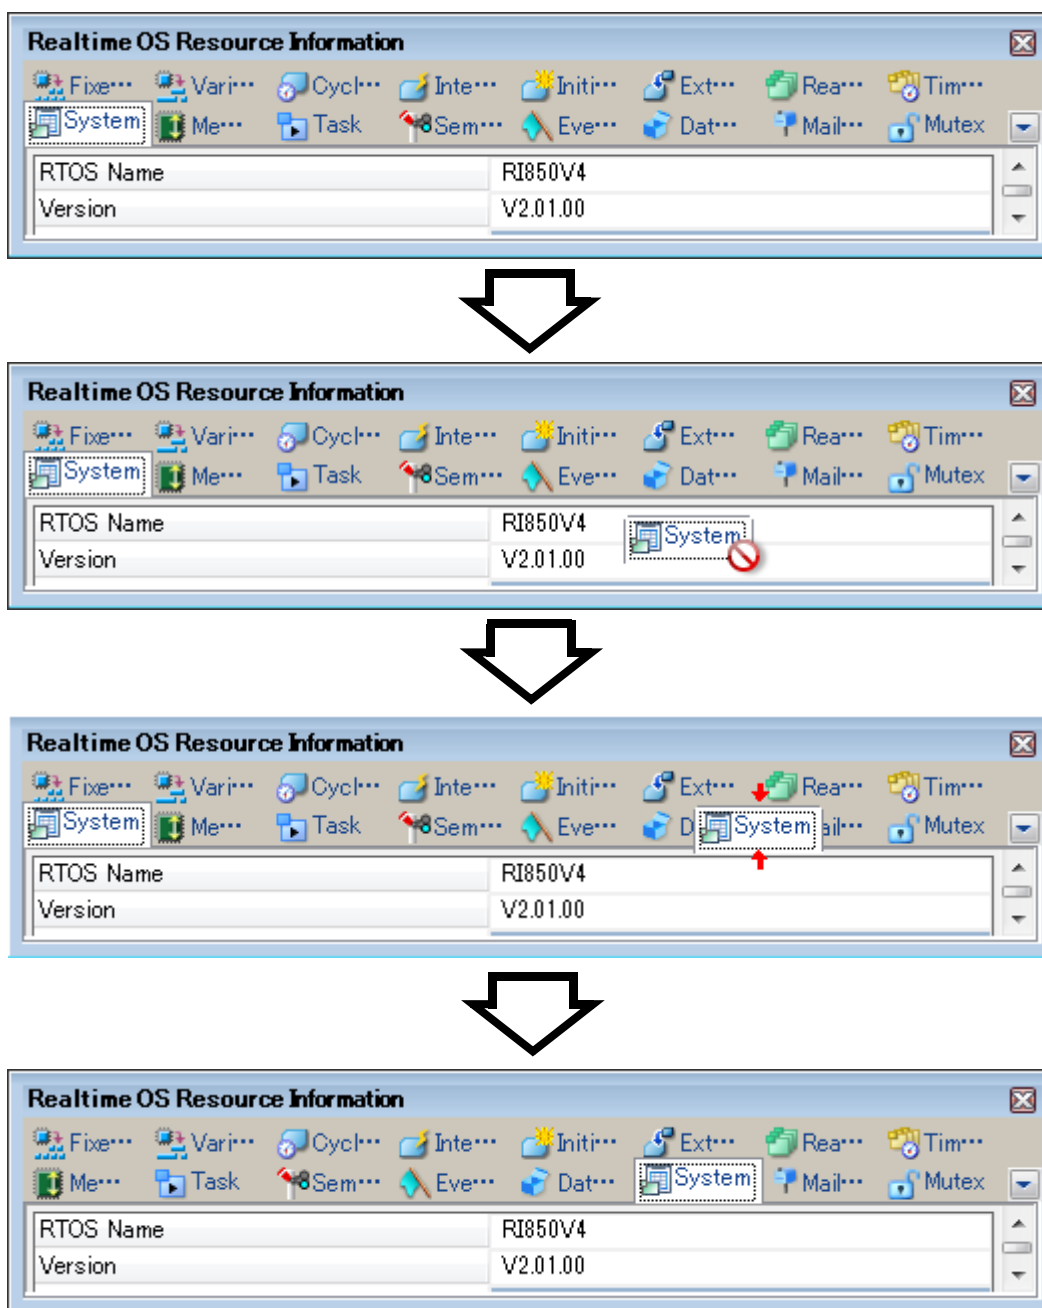 Realtime OS Resource Information
Fixe… Vari… Cycl… Inte… Initi… Ext… Rea… Tim…
System Me… Task Sem… Eve… Dat… Mail… Mutex
RTOS Name RI850V4
Version V2.01.00
Realtime OS Resource Information
Fixe… Vari… Cycl… Inte… Initi… Ext… Rea… Tim…
System Me… Task Sem… Eve… Dat… Mail… Mutex
RTOS Name RI850V4 System
Version V2.01.00
Realtime OS Resource Information
Fixe… Vari… Cycl… Inte… Initi… Ext… Rea… Tim…
System Me… Task Sem… Eve… D System ail… Mutex
RTOS Name RI850V4
Version V2.01.00
Realtime OS Resource Information
Fixe… Vari… Cycl… Inte… Initi… Ext… Rea… Tim…
Me… Task Sem… Eve… Dat… System Mail… Mutex
RTOS Name RI850V4
Version V2.01.00